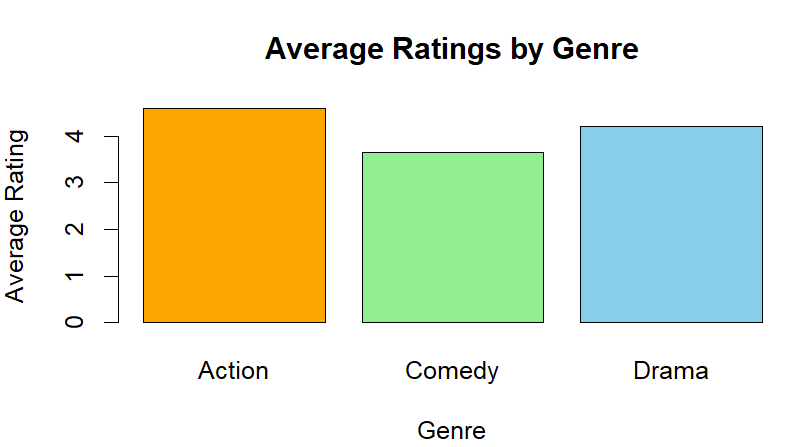 Average Ratings by Genre
Average Rating
4
3
2
1
0
Action
Comedy
Drama
Genre